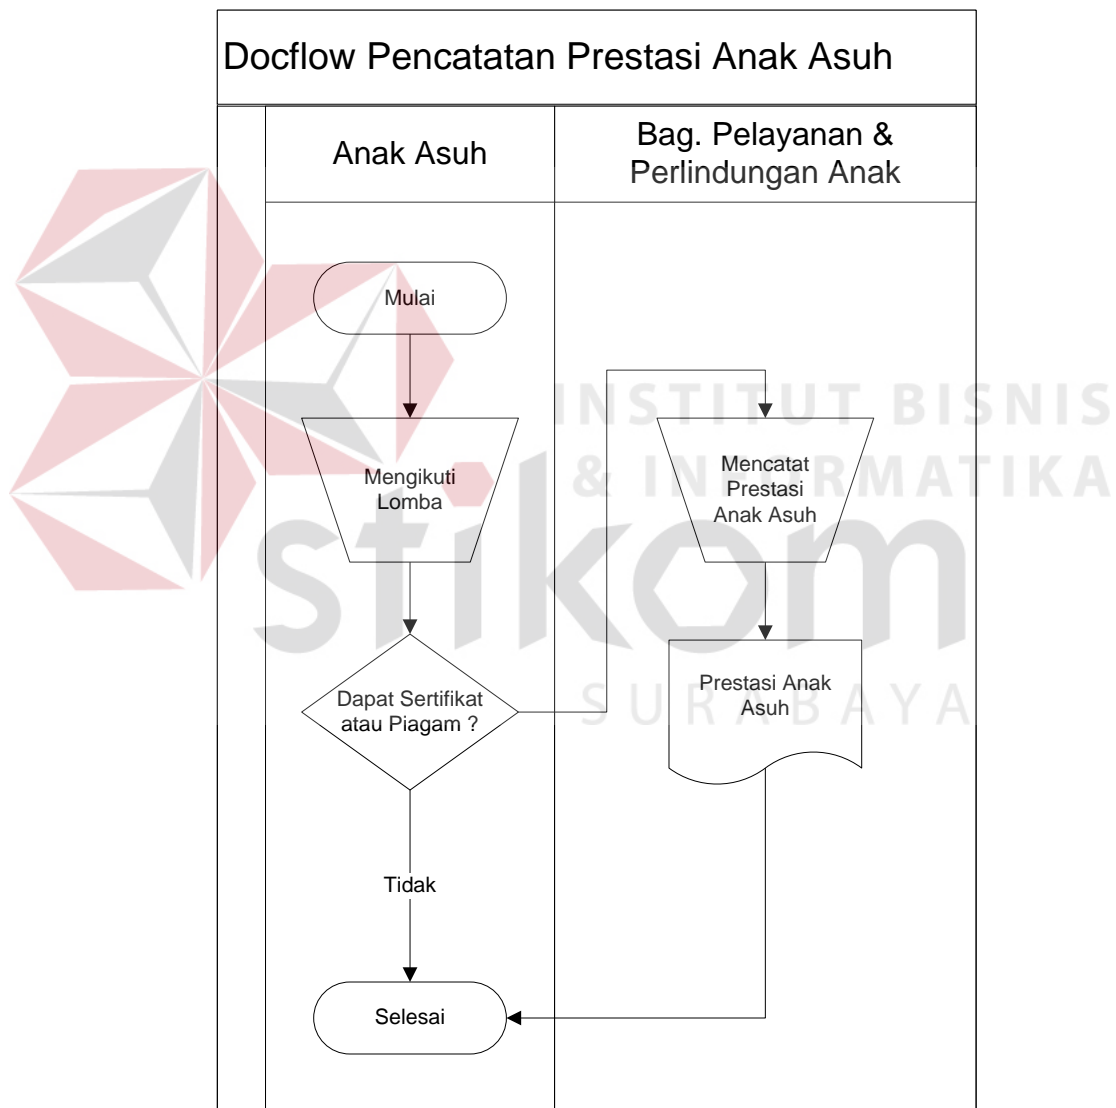 Docflow Pencatatan Prestasi Anak Asuh
Anak Asuh
Bag. Pelayanan &
Perlindungan Anak
Mulai
Mengikuti
Lomba
Mencatat
Prestasi
Anak Asuh
Dapat Sertifikat
atau Piagam ?
Prestasi Anak
Asuh
Tidak
Selesai
INSTITUT BISNIS
& INFORMATIKA
stikom
SURABAYA